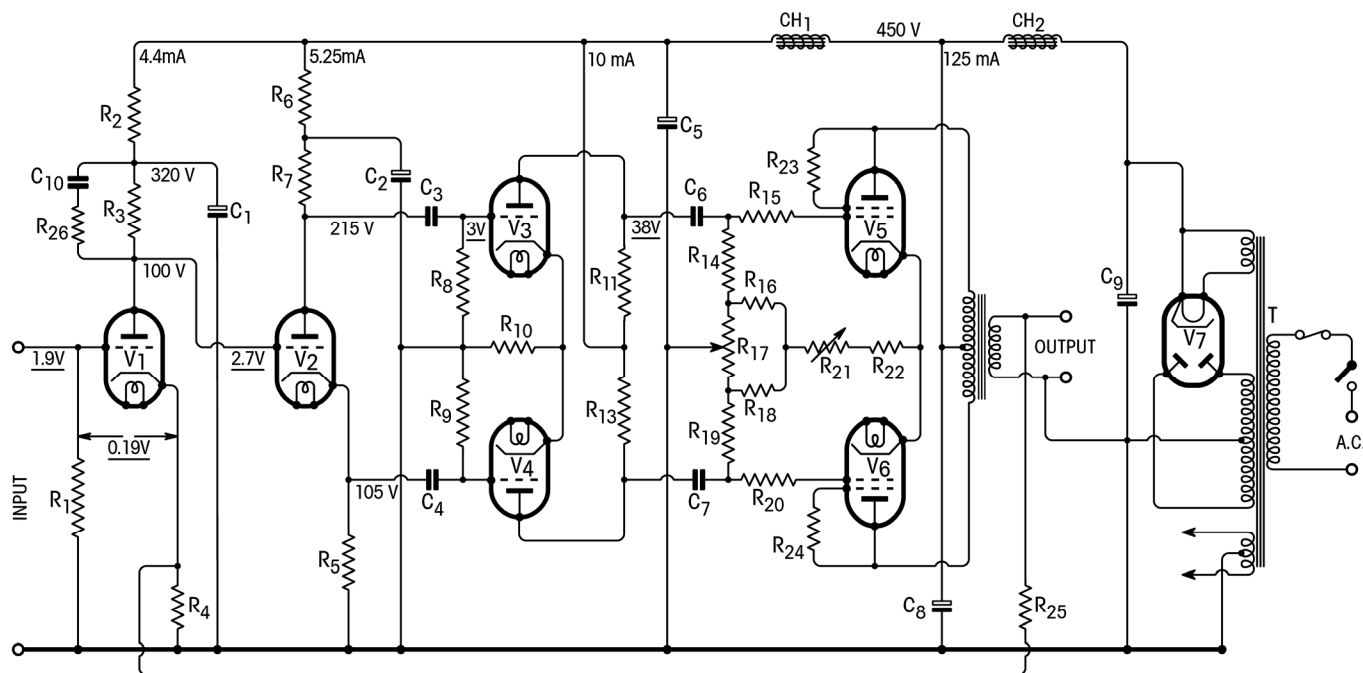 CH1
450 V
CH2
4.4mA
5.25mA
10 mA
125 mA
R6
R2
C5
R23
C10
320 V
R7
C2
C3
C6
R15
R3
C1
R26
215 V
3V
V3
38V
V5
100 V
R8
R11
R14
R16
C9
R10
T
1.9V
V1
2.7V
V2
R17
OUTPUT
V7
R21
R22
R18
R9
R13
R19
0.19V
A.C.
V4
V6
INPUT
R1
105 V
C4
C7
R20
R5
R24
R4
C8
R25